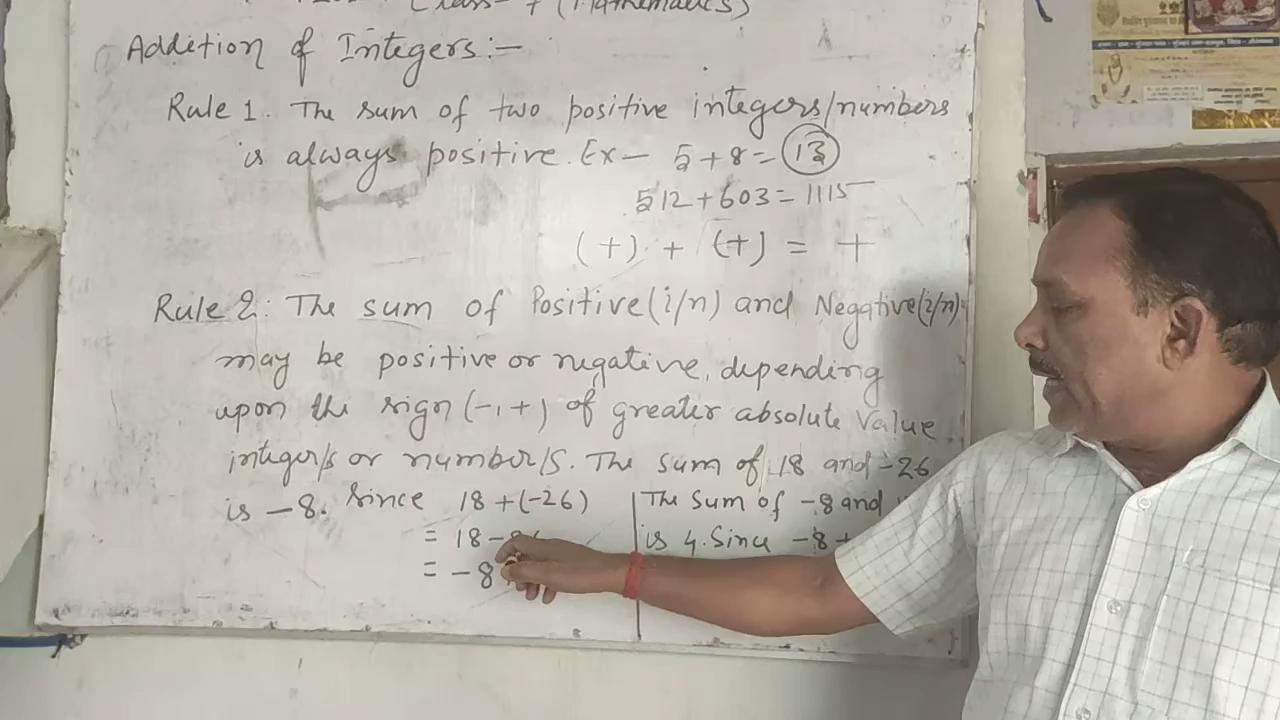 Class - 7 (Mathematics)
Addition of Integers:-
Rule 1. The sum of two positive integers/numbers
is always positive. Ex- 5+8=13
512+603=1115
(+) + (+) = +
Rule 2: The sum of Positive(i/n) and Negative(i/n)
may be positive or negative, depending
upon the sign (-,+) of greater absolute value
integer/s or number/s. The sum of 18 and -26
is -8. Since 18+(-26)
= 18-
= -8
The sum of -8 and
is 4. Since -8+